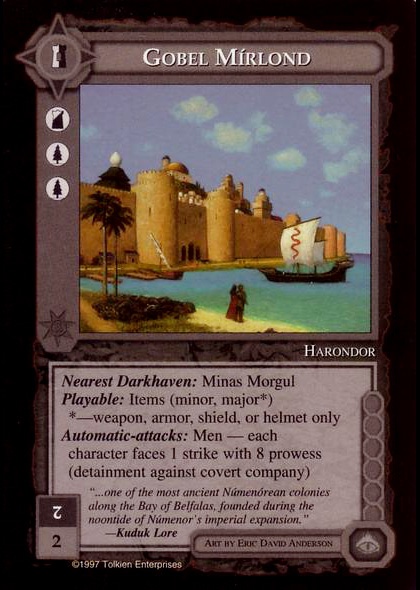 GOBEL MÍRLOND
HARONDOR
Nearest Darkhaven: Minas Morgul
Playable: Items (minor, major*)
*—weapon, armor, shield, or helmet only
Automatic-attacks: Men — each
character faces 1 strike with 8 prowess
(detainment against covert company)
"...one of the most ancient Númenórean colonies
along the Bay of Belfalas, founded during the
noontide of Númenor's imperial expansion."
—Kuduk Lore
2
2
ART BY ERIC DAVID ANDERSON
©1997 Tolkien Enterprises